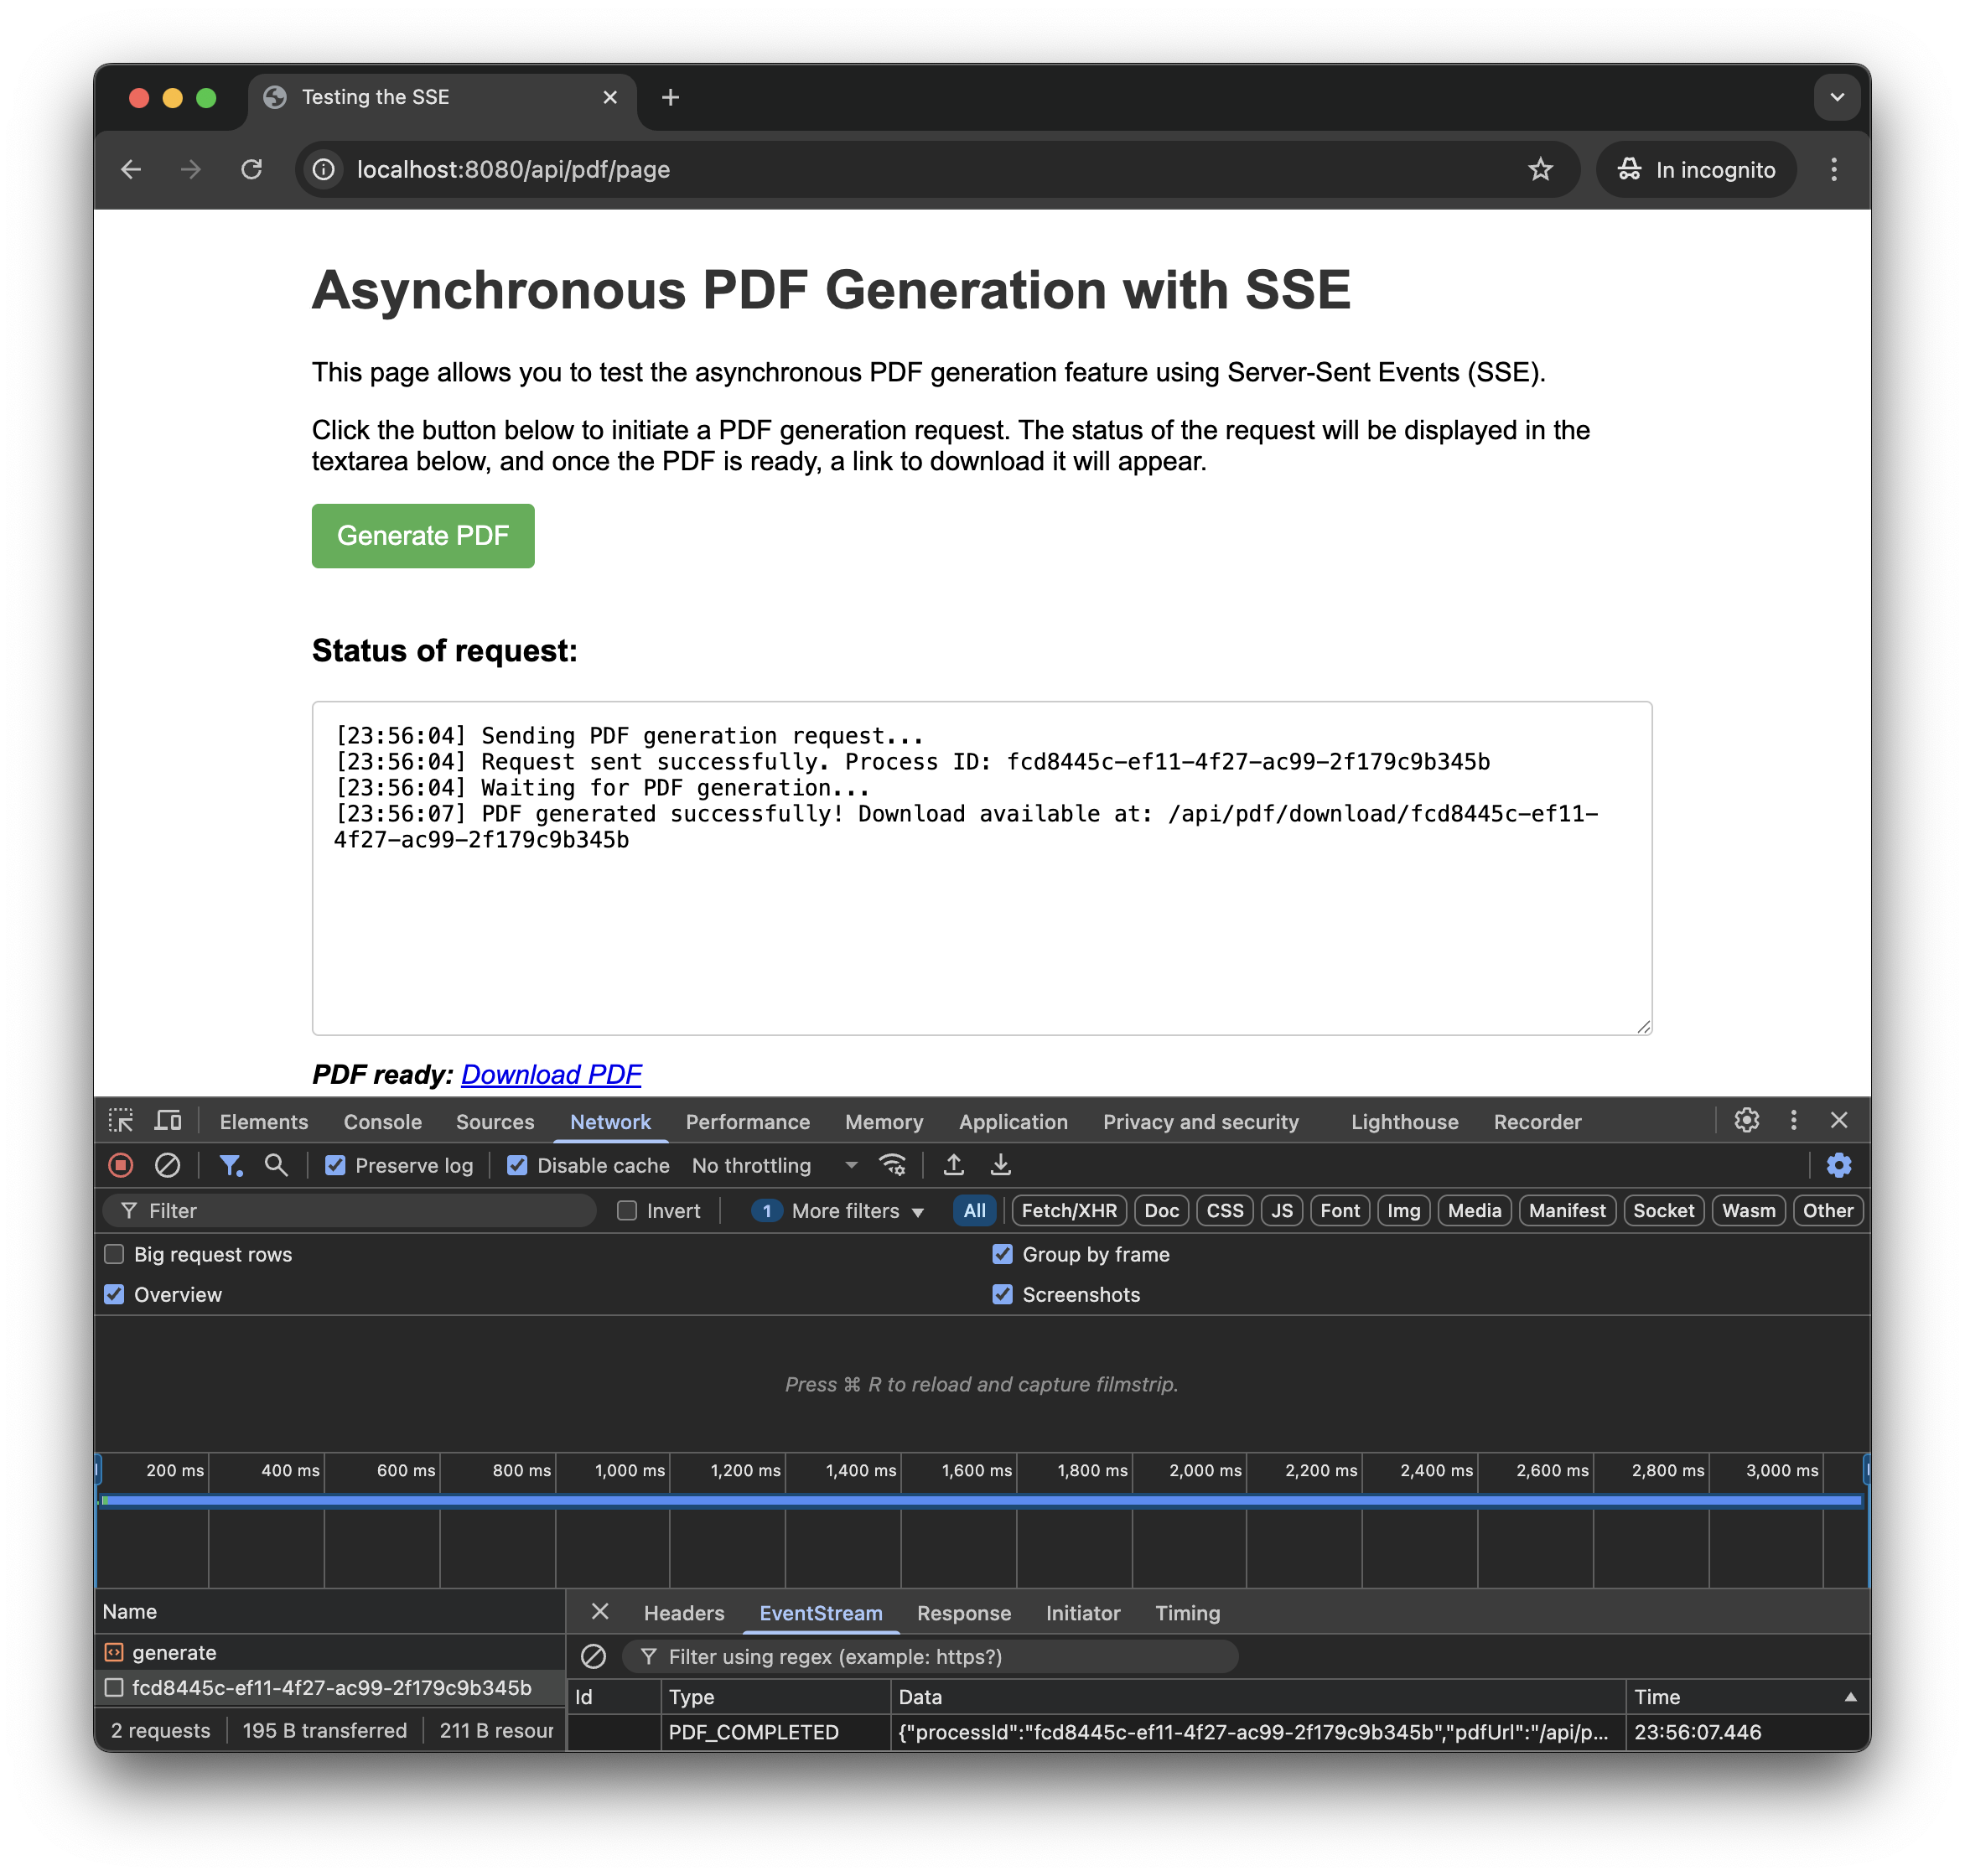 Testing the SSE
localhost:8080/api/pdf/page
In incognito
Asynchronous PDF Generation with SSE
This page allows you to test the asynchronous PDF generation feature using Server-Sent Events (SSE).
Click the button below to initiate a PDF generation request. The status of the request will be displayed in the
textarea below, and once the PDF is ready, a link to download it will appear.
Generate PDF
Status of request:
[23:56:04] Sending PDF generation request...
[23:56:04] Request sent successfully. Process ID: fcd8445c-ef11-4f27-ac99-2f179c9b345b
[23:56:04] Waiting for PDF generation...
[23:56:07] PDF generated successfully! Download available at: /api/pdf/download/fcd8445c-ef11-
4f27-ac99-2f179c9b345b
PDF ready: Download PDF
Elements Console Sources Network Performance Memory Application Privacy and security Lighthouse Recorder
Preserve log Disable cache No throttling
Filter Invert 1 More filters All Fetch/XHR Doc CSS JS Font Img Media Manifest Socket Wasm Other
Big request rows Group by frame
Overview Screenshots
Press ⌘ R to reload and capture filmstrip.
200 ms 400 ms 600 ms 800 ms 1,000 ms 1,200 ms 1,400 ms 1,600 ms 1,800 ms 2,000 ms 2,200 ms 2,400 ms 2,600 ms 2,800 ms 3,000 ms
Name
generate
fcd8445c-ef11-4f27-ac99-2f179c9b345b
2 requests 195 B transferred 211 B resour
Headers EventStream Response Initiator Timing
Filter using regex (example: https?)
Id Type Data Time
PDF_COMPLETED {"processId":"fcd8445c-ef11-4f27-ac99-2f179c9b345b","pdfUrl":"/api/p... 23:56:07.446